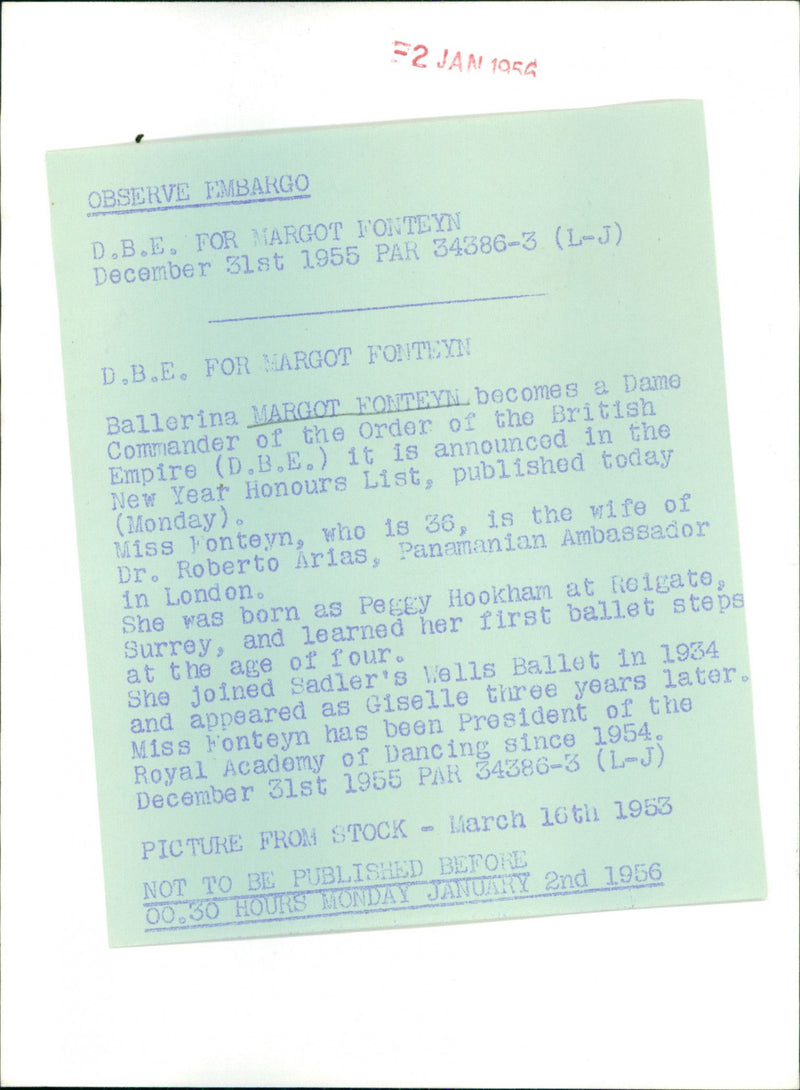 2 JAN 1956
OBSERVE EMBARGO
D.B.E. FOR MARGOT FONTEYN
December 31st 1955 PAR 34386-3 (L-J)
D.B.E. FOR MARGOT FONTEYN
Ballerina MARGOT FONTEYN becomes a Dame
Commander of the Order of the British
Empire (D.B.E.) it is announced in the
New Year Honours List, published today
(Monday).
Miss Fonteyn, who is 36, is the wife of
Dr. Roberto Arias, Panamanian Ambassador
in London.
She was born as Peggy Hookham at Reigate,
Surrey, and learned her first ballet steps
at the age of four.
She joined Sadler's Wells Ballet in 1934
and appeared as Giselle three years later.
Miss Fonteyn has been President of the
Royal Academy of Dancing since 1954.
December 31st 1955 PAR 34386-3 (L-J)
PICTURE FROM STOCK - March 16th 1953
NOT TO BE PUBLISHED BEFORE
00.30 HOURS MONDAY JANUARY 2nd 1956